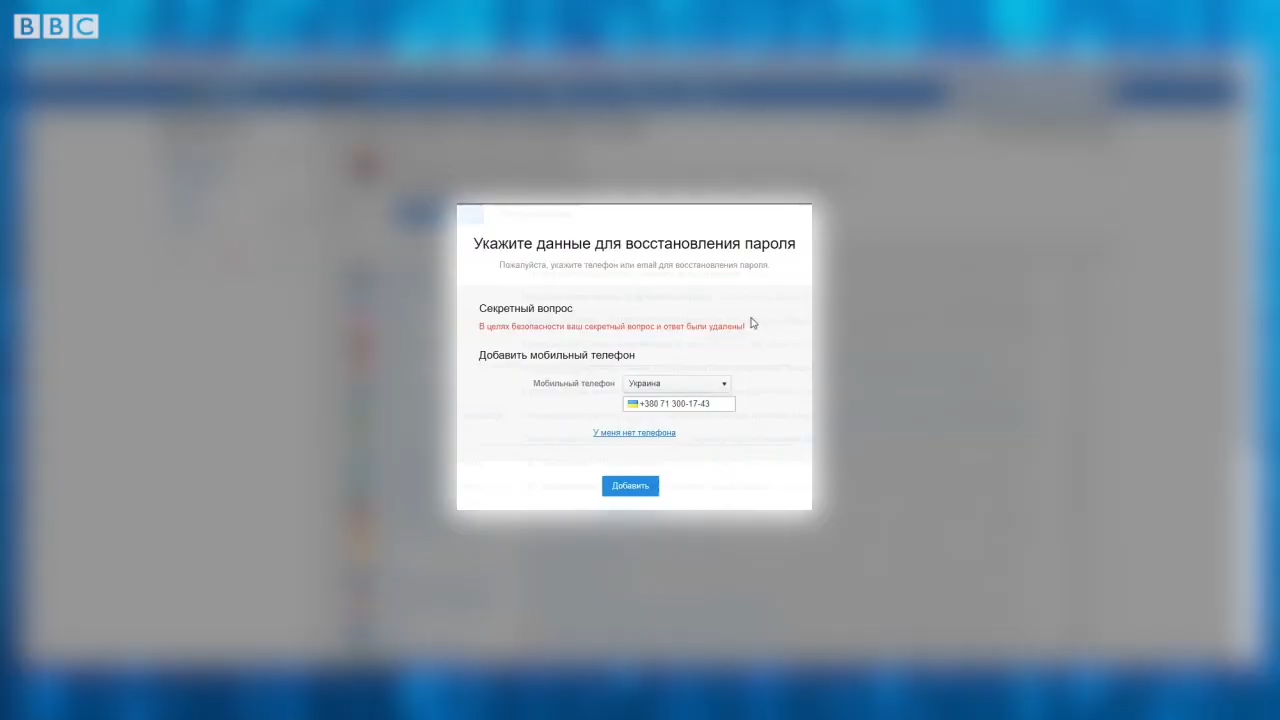 BBC
Укажите данные для восстановления пароля
Пожалуйста, укажите телефон или email для восстановления пароля.
Секретный вопрос
В целях безопасности ваш секретный вопрос и ответ были удалены!
Добавить мобильный телефон
Мобильный телефон Украина
+380 71 300-17-43
У меня нет телефона
Добавить